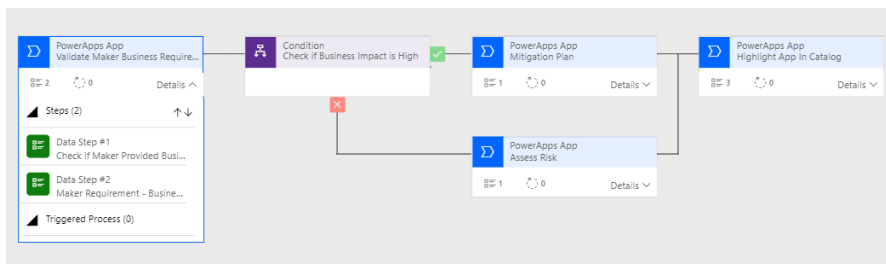 PowerApps App
Validate Maker Business Require...
2
0
Details
Steps (2)
Data Step #1
Check if Maker Provided Busi...
Data Step #2
Maker Requirement - Busine...
Triggered Process (0)
Condition
Check if Business Impact is High
PowerApps App
Mitigation Plan
1
0
Details
PowerApps App
Assess Risk
1
0
Details
PowerApps App
Highlight App In Catalog
3
0
Details